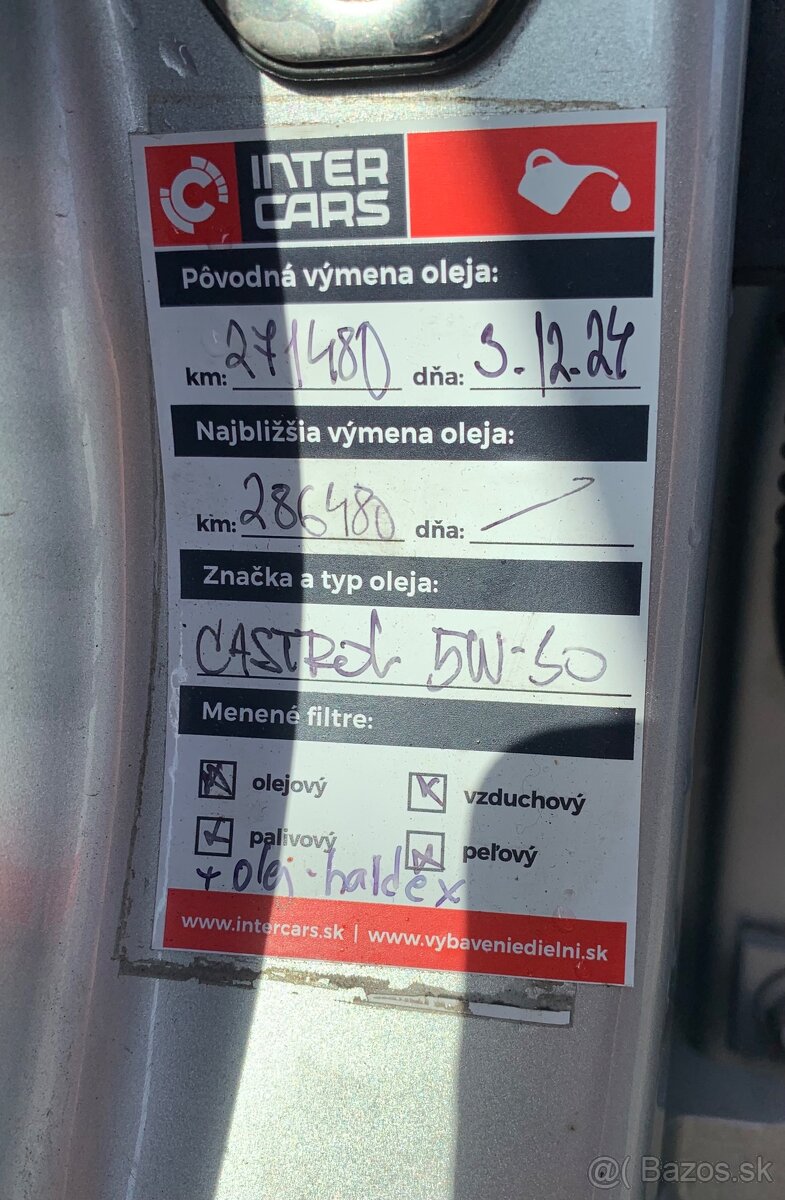 INTER CARS
Pôvodná výmena oleja:
km: 271480 dňa: 3.12.24
Najbližšia výmena oleja:
km: 286480 dňa:
Značka a typ oleja:
CASTROL 5W-30
Menené filtre:
olejový vzduchový
palivový peľový
+ olej haldex
www.intercars.sk | www.vybaveniedielni.sk
@( Bazos.sk